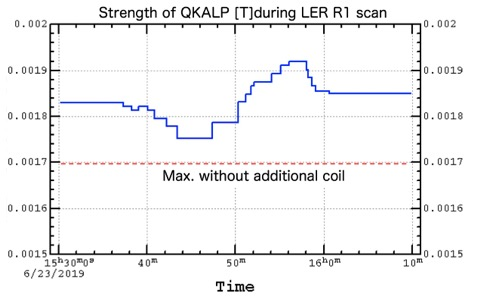 Strength of QKALP [T]during LER R1 scan
0.002 0.002
0.0019 0.0019
0.0018 0.0018
0.0017 0.0017
Max. without additional coil
0.0016 0.0016
0.0015 0.0015
15h30m0s 40m 50m 16h0m 10m
6/23/2019
Time